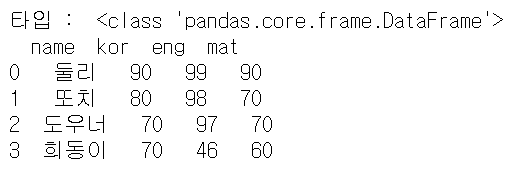 타입 :  <class 'pandas.core.frame.DataFrame'>
name kor eng mat
0 둘리 90 99 90
1 또치 80 98 70
2 도우너 70 97 70
3 희동이 70 46 60